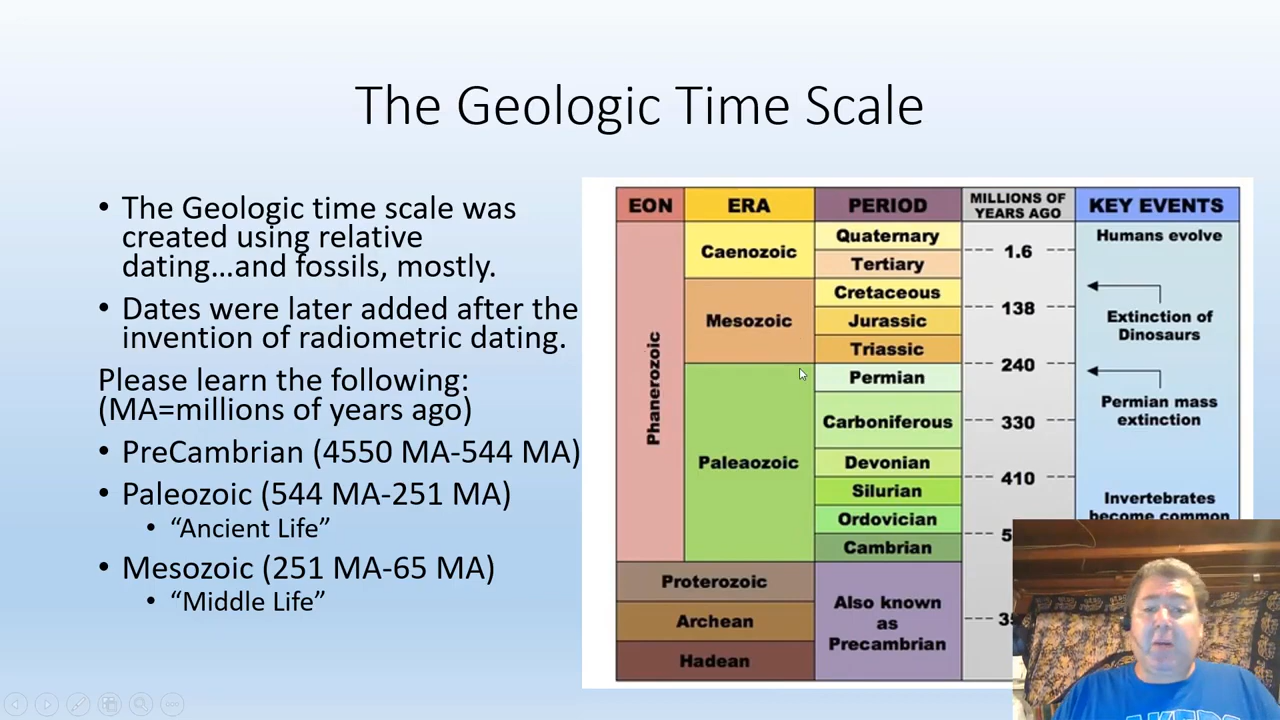 The Geologic Time Scale
• The Geologic time scale was
created using relative
dating...and fossils, mostly.
• Dates were later added after the
invention of radiometric dating.
Please learn the following:
(MA=millions of years ago)
• PreCambrian (4550 MA-544 MA)
• Paleozoic (544 MA-251 MA)
• “Ancient Life”
• Mesozoic (251 MA-65 MA)
• “Middle Life”
EON
ERA
PERIOD
MILLIONS OF
YEARS AGO
KEY EVENTS
Phanerozoic
Caenozoic
Quaternary
Tertiary
1.6
Humans evolve
Mesozoic
Cretaceous
Jurassic
Triassic
138
Extinction of
Dinosaurs
240
Paleaozoic
Permian
Carboniferous
Devonian
Silurian
Ordovician
Cambrian
330
410
Permian mass
extinction
Invertebrates
become common
Proterozoic
Archean
Hadean
Also known
as
Precambrian